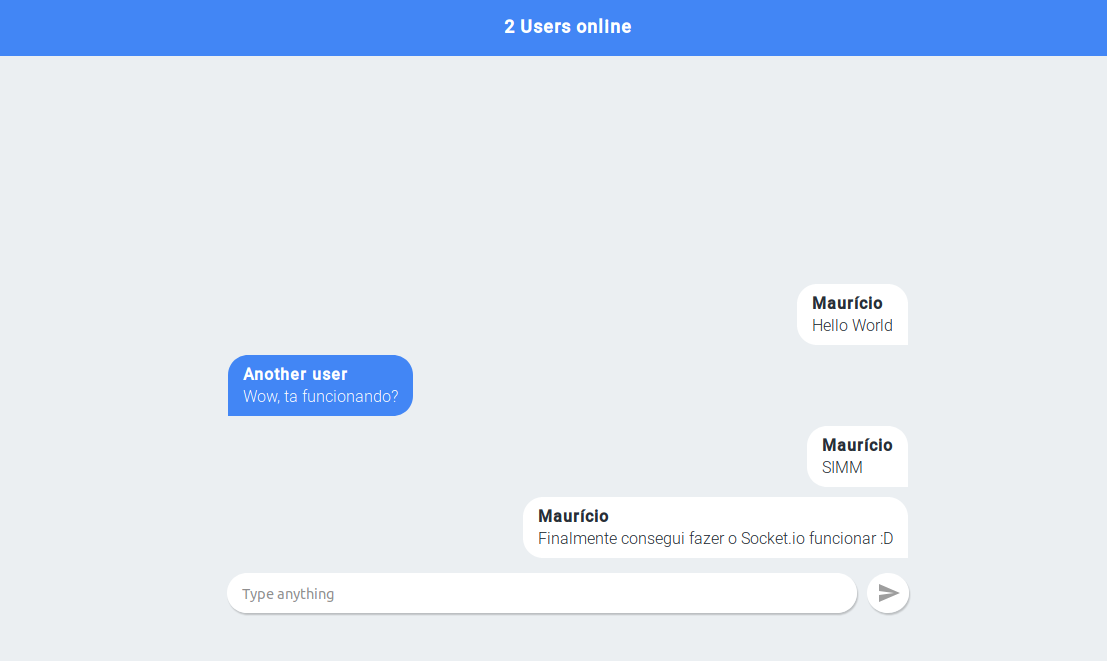 2 Users online
Maurício
Hello World
Another user
Wow, ta funcionando?
Maurício
SIMM
Maurício
Finalmente consegui fazer o Socket.io funcionar :D
Type anything